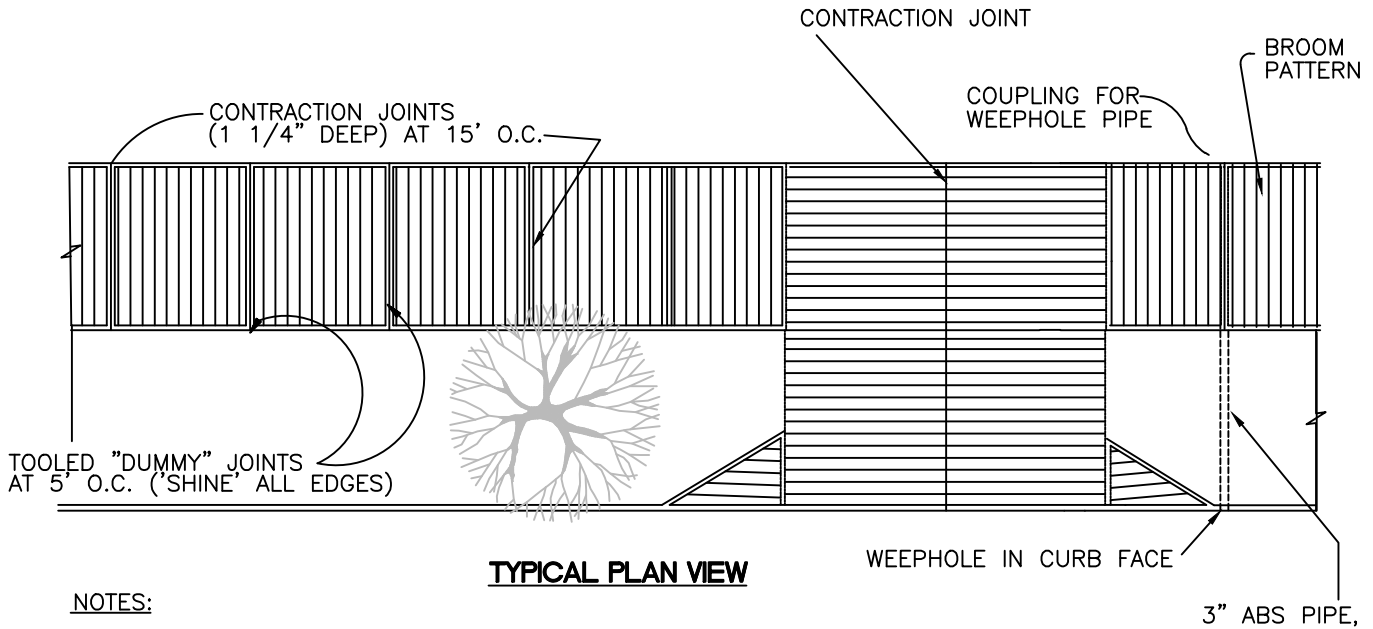 CONTRACTION JOINT
BROOM
PATTERN
COUPLING FOR
WEEPHOLE PIPE
CONTRACTION JOINTS
(1 1/4" DEEP) AT 15' O.C.
TOOLED "DUMMY" JOINTS
AT 5' O.C. ('SHINE' ALL EDGES)
WEEPHOLE IN CURB FACE
TYPICAL PLAN VIEW
NOTES:
3" ABS PIPE,